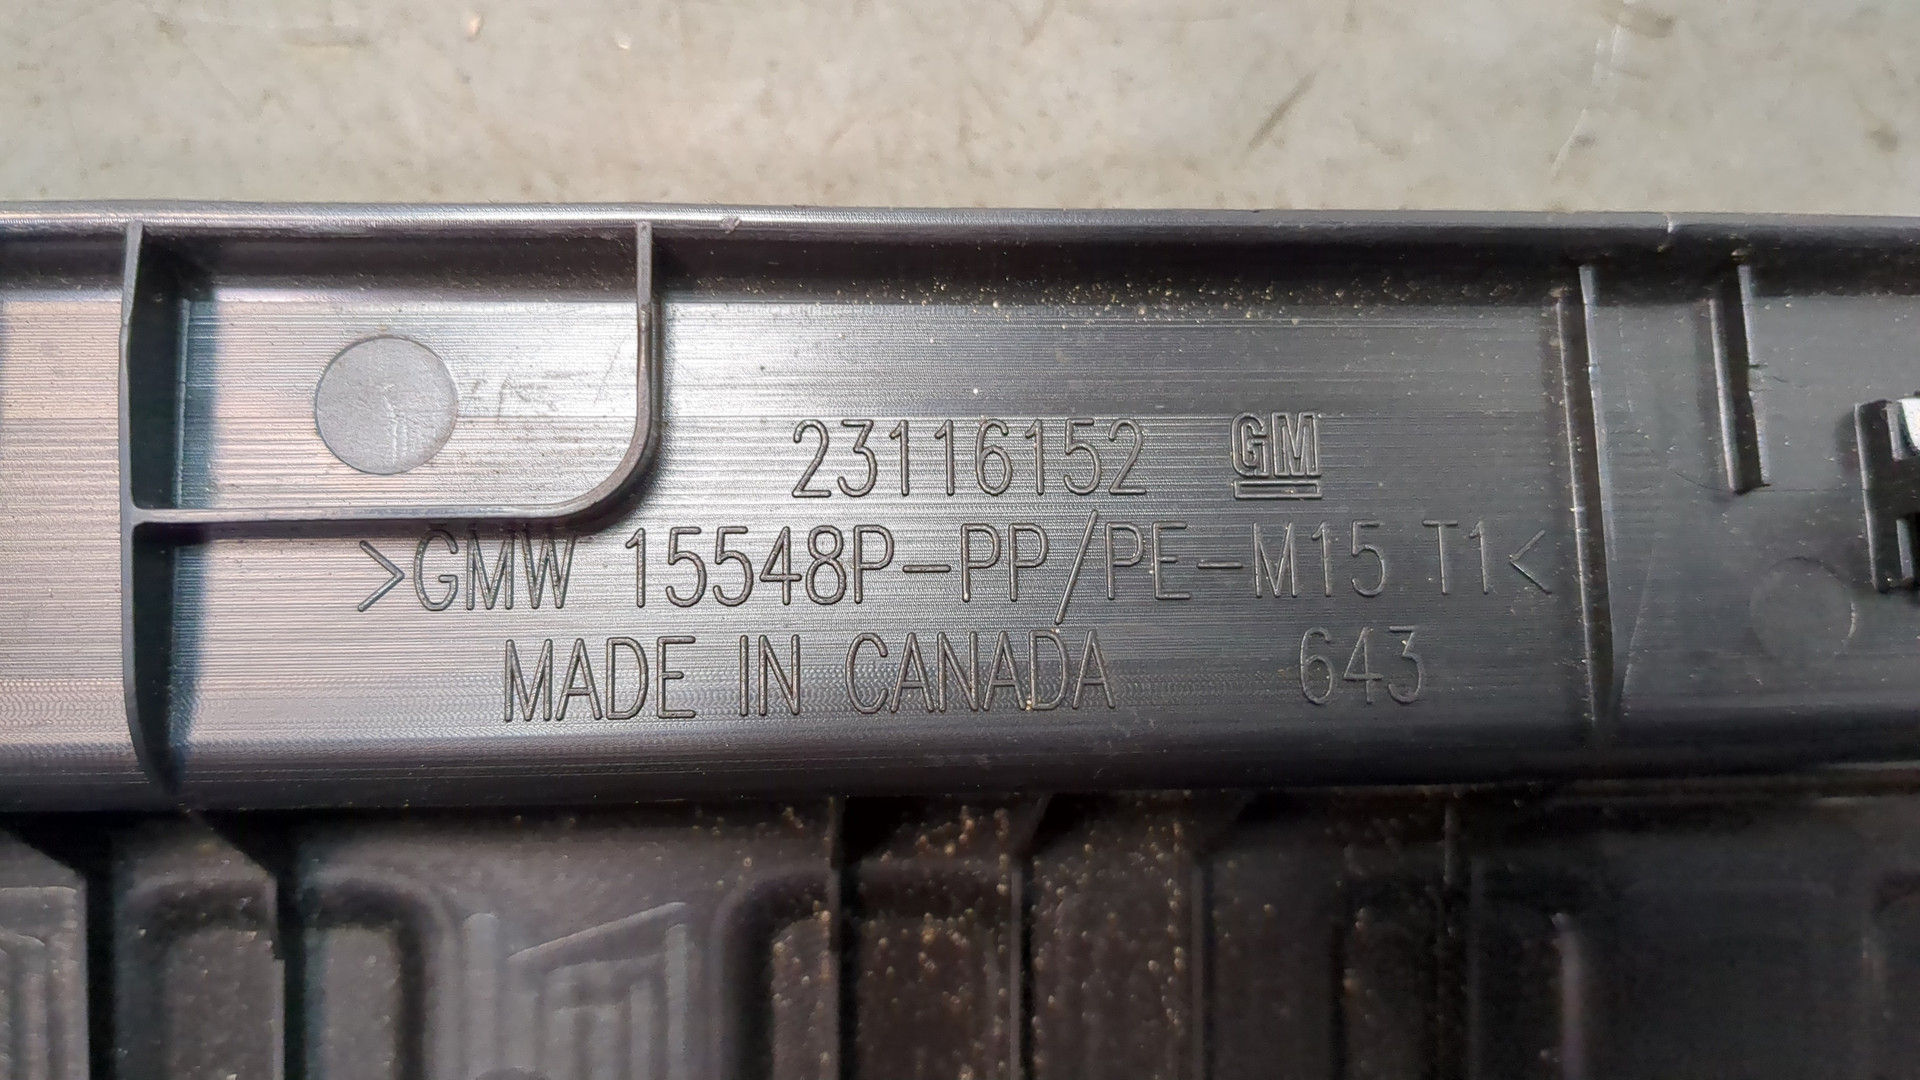 23116152 GM
>GMW 15548P-PP/PE-M15 T1<
MADE IN CANADA 643